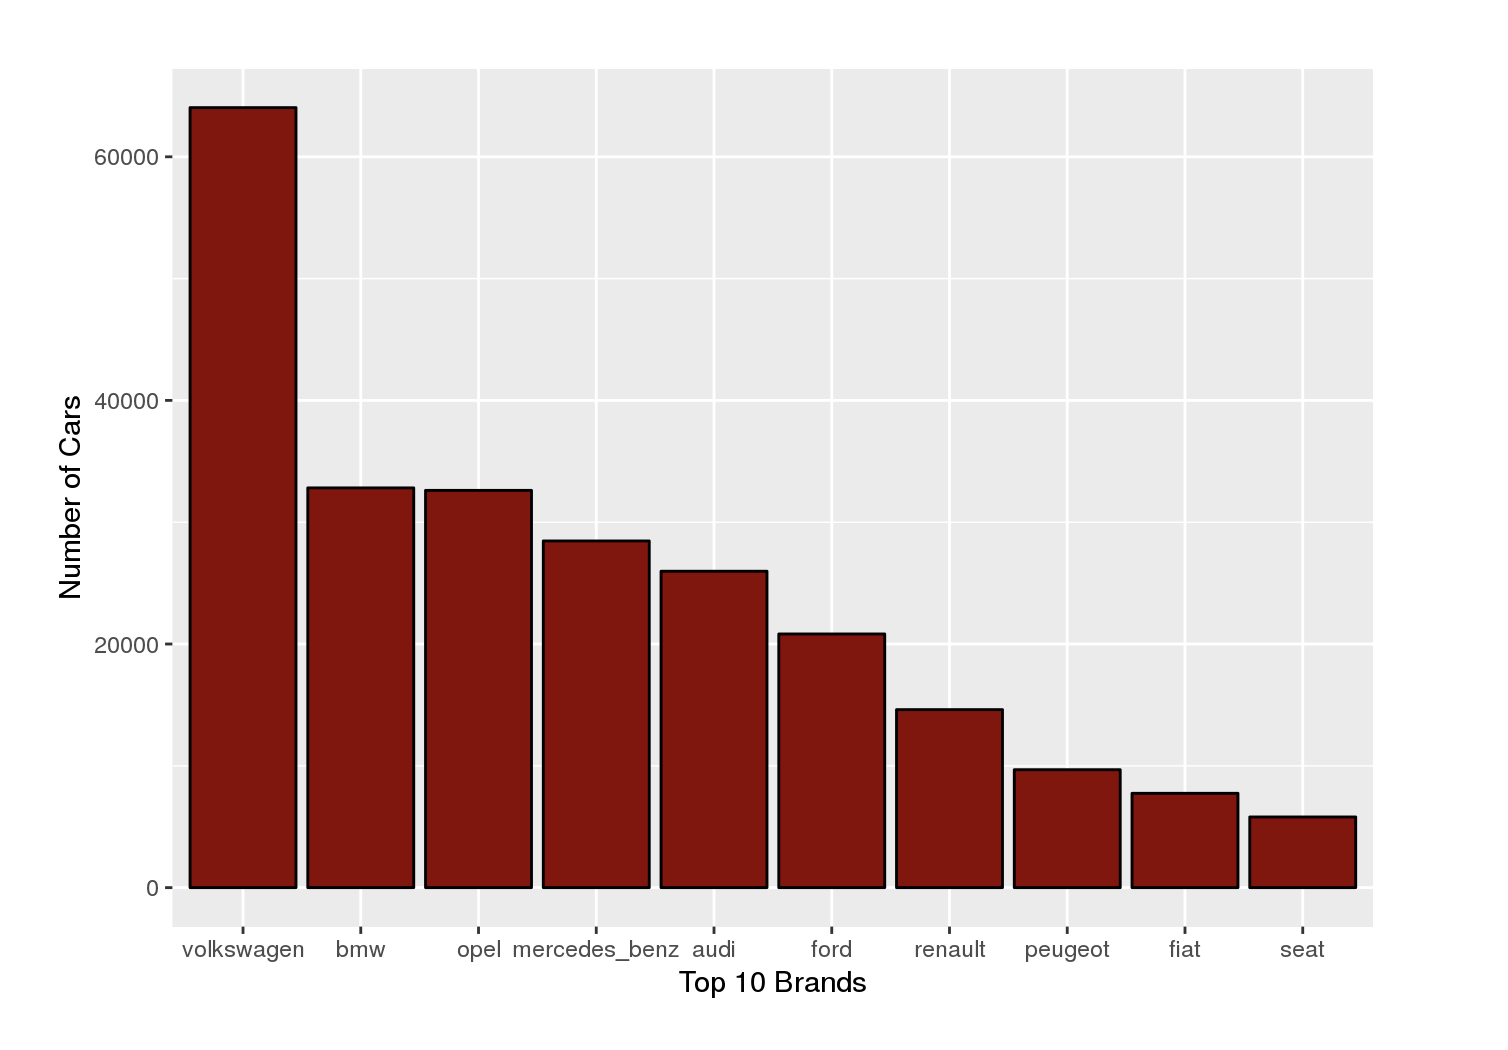 Number of Cars
60000
40000
20000
0
volkswagen bmw opel mercedes_benz audi ford renault peugeot fiat seat
Top 10 Brands